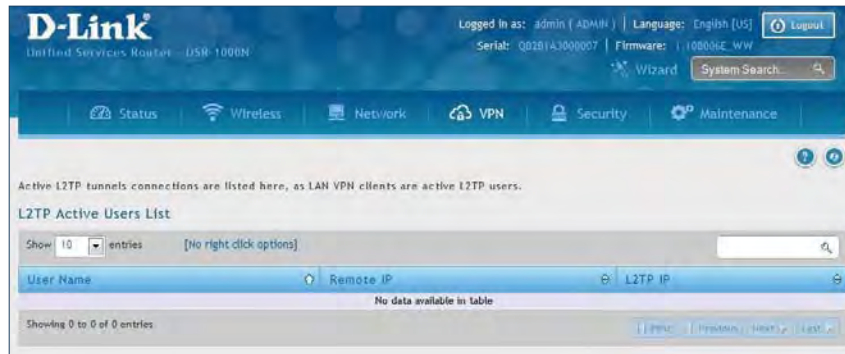 D-Link
Logged in as: admin ( ADMIN ) | Language: English [US] Logout
Unified Services Router - DSR-1000N
Serial: QB2B1A3000007 | Firmware: WW
Wizard System Search...
Status Wireless Network VPN Security Maintenance
Active L2TP tunnels connections are listed here, as LAN VPN clients are active L2TP users.
L2TP Active Users List
Show 10 entries [No right click options]
User Name Remote IP L2TP IP
No data available in table
Showing 0 to 0 of 0 entries First Previous Next Last